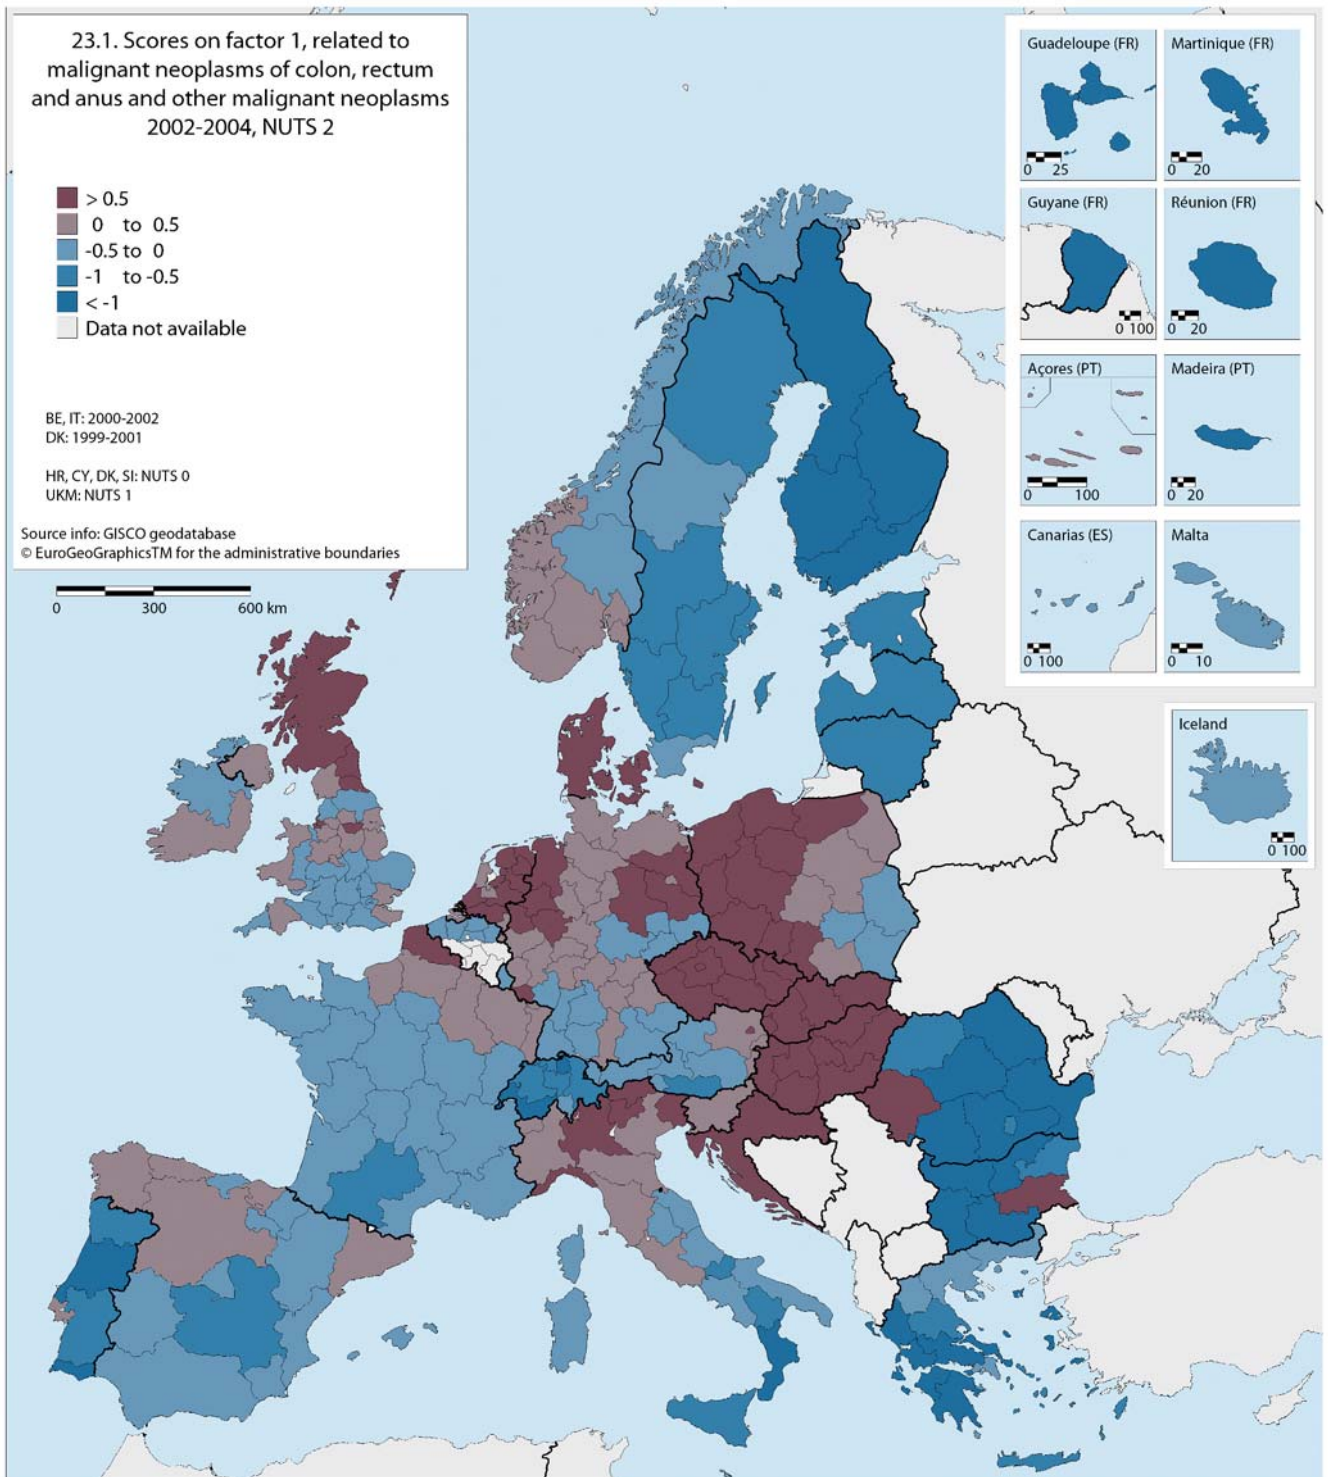 23.1. Scores on factor 1, related to
malignant neoplasms of colon, rectum
and anus and other malignant neoplasms
2002-2004, NUTS 2
> 0.5
0 to 0.5
-0.5 to 0
-1 to -0.5
< -1
Data not available
BE, IT: 2000-2002
DK: 1999-2001
HR, CY, DK, SI: NUTS 0
UKM: NUTS 1
Source info: GISCO geodatabase
© EuroGeoGraphicsTM for the administrative boundaries
0 300 600 km
Guadeloupe (FR)
0 25
Martinique (FR)
0 20
Guyane (FR)
0 100
Réunion (FR)
0 20
Açores (PT)
0 100
Madeira (PT)
0 20
Canarias (ES)
0 100
Malta
0 10
Iceland
0 100